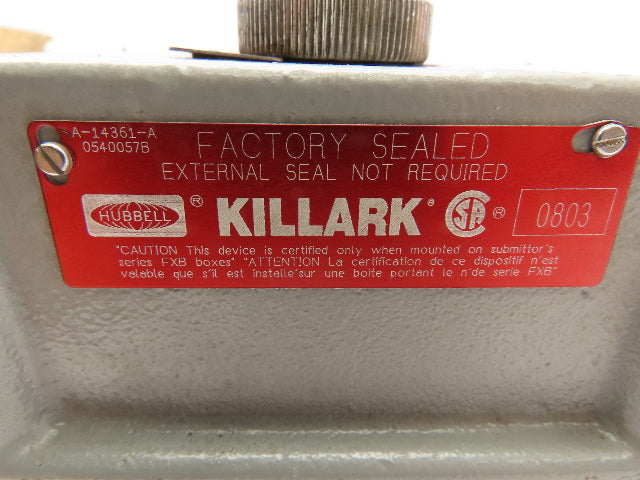 A-14361-A
0540057B
FACTORY SEALED
EXTERNAL SEAL NOT REQUIRED
HUBBELL ® KILLARK ® SA ® 0803
"CAUTION This device is certified only when mounted on submittor's
series FXB boxes" "ATTENTION La certification de ce dispositif n'est
valable que s'il est installe'sur une boite portant le n'de serie FXB"